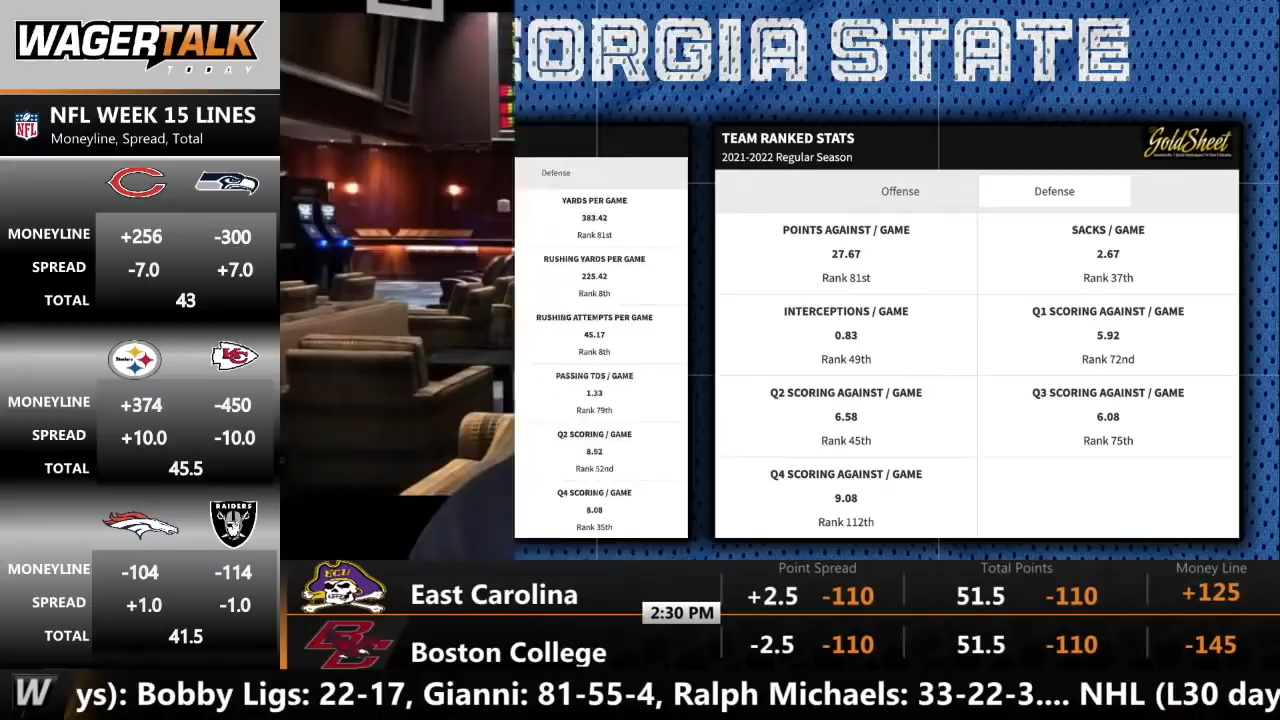 WAGERTALK
TODAY
NFL
NFL WEEK 15 LINES
Moneyline, Spread, Total
MONEYLINE +256 -300
SPREAD -7.0 +7.0
TOTAL 43
Steelers
KC
MONEYLINE +374 -450
SPREAD +10.0 -10.0
TOTAL 45.5
RAIDERS
MONEYLINE -104 -114
SPREAD +1.0 -1.0
TOTAL 41.5
ORGIA STATE
Defense
YARDS PER GAME
383.42
Rank 81st
RUSHING YARDS PER GAME
225.42
Rank 8th
RUSHING ATTEMPTS PER GAME
45.17
Rank 8th
PASSING TDS / GAME
1.33
Rank 79th
Q2 SCORING / GAME
8.92
Rank 52nd
Q4 SCORING / GAME
8.08
Rank 35th
TEAM RANKED STATS
2021-2022 Regular Season
GoldSheet
Offense Defense
POINTS AGAINST / GAME SACKS / GAME
27.67 2.67
Rank 81st Rank 37th
INTERCEPTIONS / GAME Q1 SCORING AGAINST / GAME
0.83 5.92
Rank 49th Rank 72nd
Q2 SCORING AGAINST / GAME Q3 SCORING AGAINST / GAME
6.58 6.08
Rank 45th Rank 75th
Q4 SCORING AGAINST / GAME
9.08
Rank 112th
Point Spread Total Points Money Line
ECU
East Carolina +2.5 -110 51.5 -110 +125
2:30 PM
BC
Boston College -2.5 -110 51.5 -110 -145
W
ys): Bobby Ligs: 22-17, Gianni: 81-55-4, Ralph Michaels: 33-22-3.... NHL (L30 day